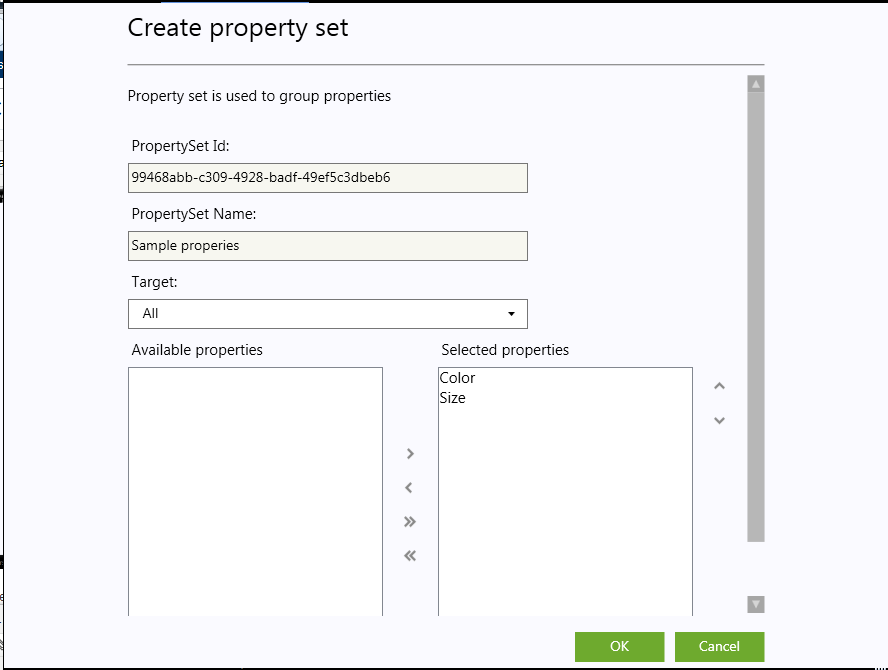 Create property set
Property set is used to group properties
PropertySet Id:
99468abb-c309-4928-badf-49ef5c3dbeb6
PropertySet Name:
Sample properies
Target:
All
Available properties
Selected properties
Color
Size
OK
Cancel